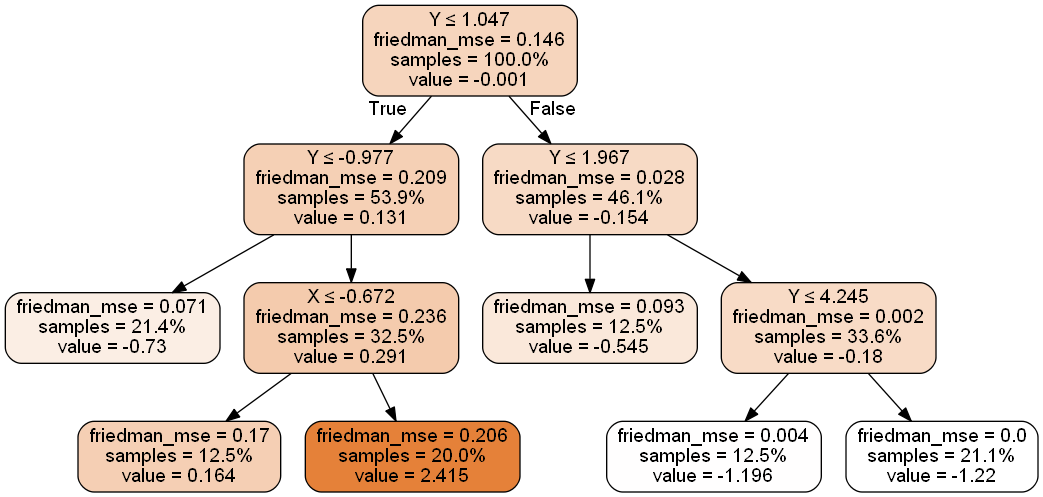 Y ≤ 1.047
friedman_mse = 0.146
samples = 100.0%
value = -0.001
True
False
Y ≤ -0.977
friedman_mse = 0.209
samples = 53.9%
value = 0.131
Y ≤ 1.967
friedman_mse = 0.028
samples = 46.1%
value = -0.154
friedman_mse = 0.071
samples = 21.4%
value = -0.73
X ≤ -0.672
friedman_mse = 0.236
samples = 32.5%
value = 0.291
friedman_mse = 0.093
samples = 12.5%
value = -0.545
Y ≤ 4.245
friedman_mse = 0.002
samples = 33.6%
value = -0.18
friedman_mse = 0.17
samples = 12.5%
value = 0.164
friedman_mse = 0.206
samples = 20.0%
value = 2.415
friedman_mse = 0.004
samples = 12.5%
value = -1.196
friedman_mse = 0.0
samples = 21.1%
value = -1.22